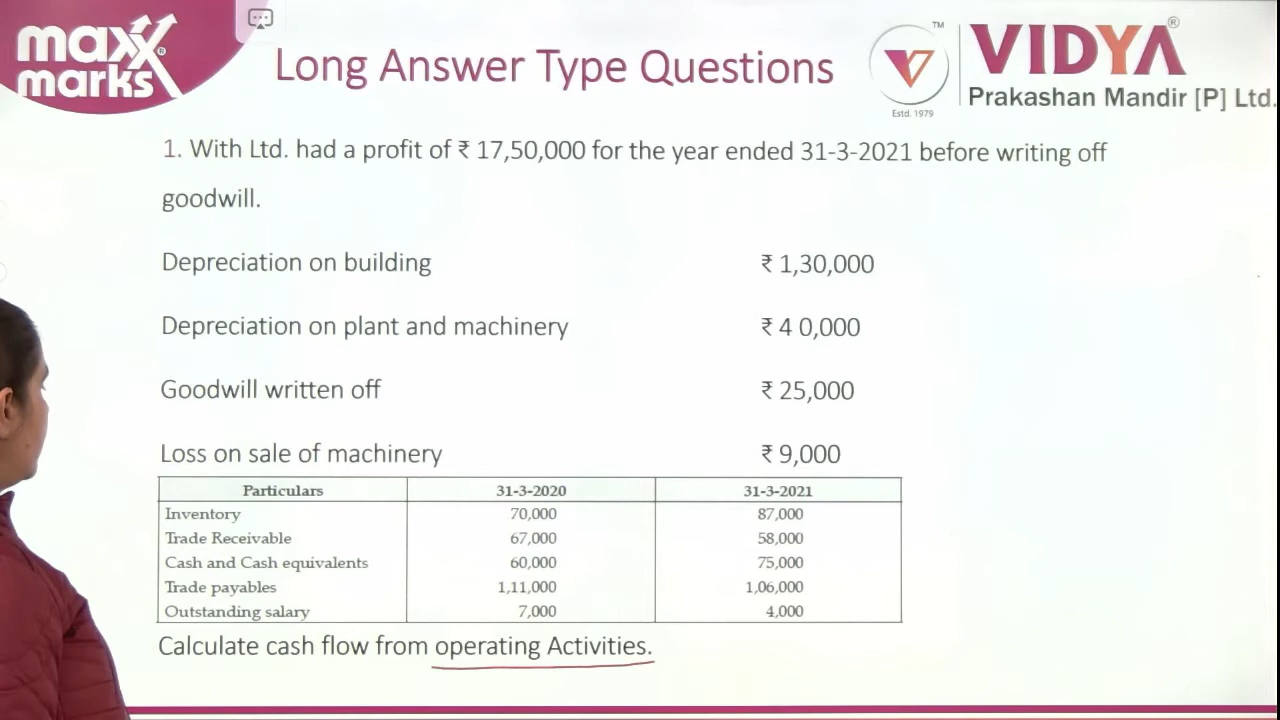 maxx
marks
®
Long Answer Type Questions
TM
Estd. 1979
VIDYA
®
Prakashan Mandir [P] Ltd.
1. With Ltd. had a profit of ₹ 17,50,000 for the year ended 31-3-2021 before writing off
goodwill.
Depreciation on building ₹ 1,30,000
Depreciation on plant and machinery ₹ 4 0,000
Goodwill written off ₹ 25,000
Loss on sale of machinery ₹ 9,000
Particulars 31-3-2020 31-3-2021
Inventory 70,000 87,000
Trade Receivable 67,000 58,000
Cash and Cash equivalents 60,000 75,000
Trade payables 1,11,000 1,06,000
Outstanding salary 7,000 4,000
Calculate cash flow from operating Activities.